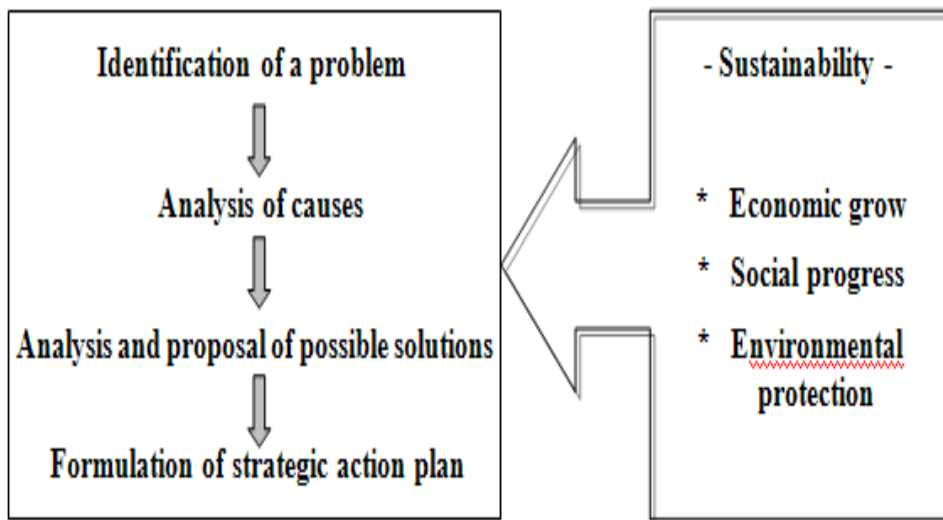 Identification of a problem
Analysis of causes
Analysis and proposal of possible solutions
Formulation of strategic action plan
- Sustainability -
* Economic grow
* Social progress
* Environmental
protection